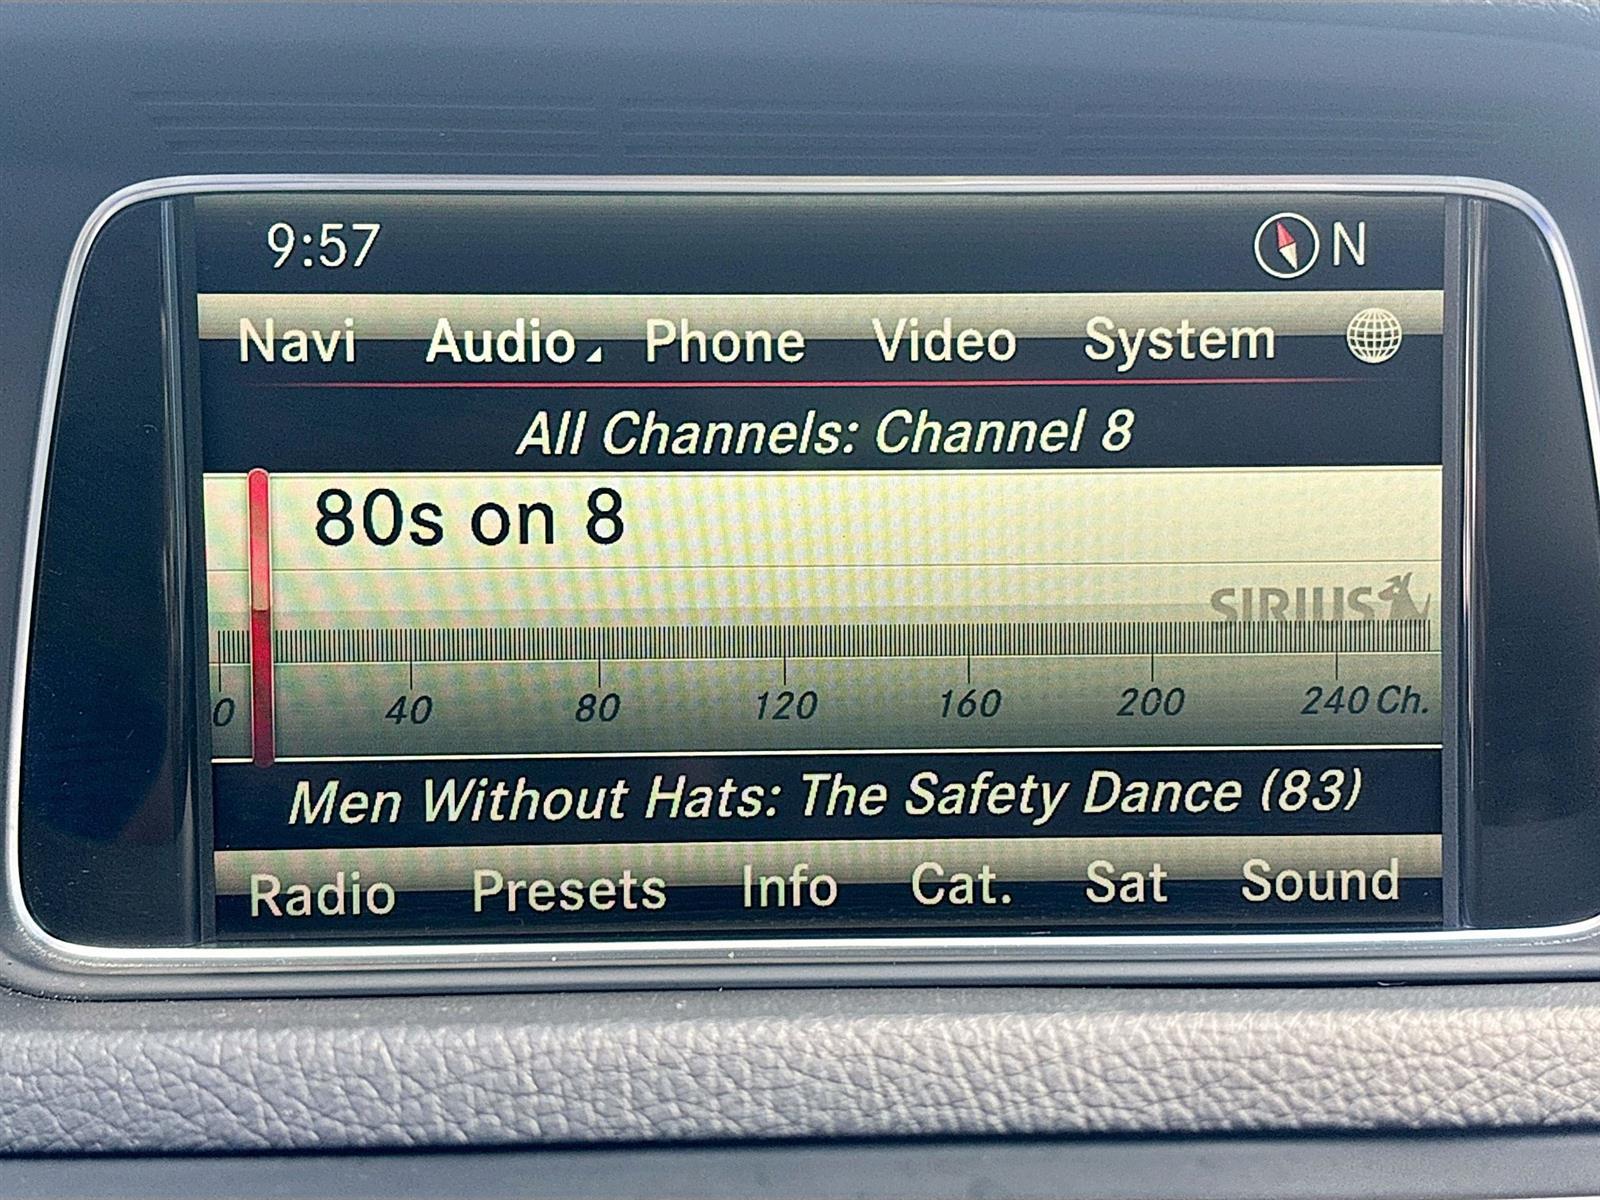 9:57 N
Navi Audio Phone Video System
All Channels: Channel 8
80s on 8
SIRIUS
0 40 80 120 160 200 240 Ch.
Men Without Hats: The Safety Dance (83)
Radio Presets Info Cat. Sat Sound